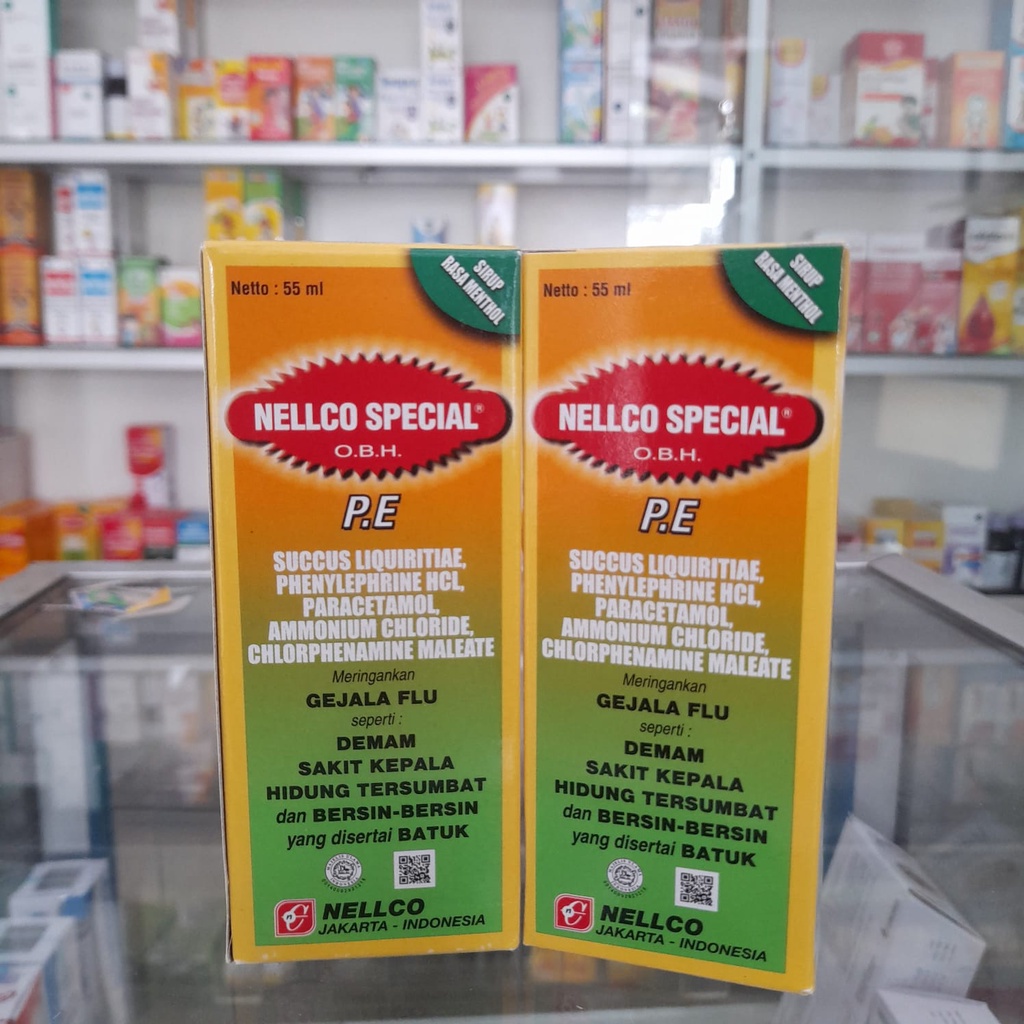 Netto : 55 ml
SIRUP
RASA MENTHOL
NELLCO SPECIAL®
O.B.H.
P.E
SUCCUS LIQUIRITIAE,
PHENYLEPHRINE HCL,
PARACETAMOL,
AMMONIUM CHLORIDE,
CHLORPHENAMINE MALEATE
Meringankan
GEJALA FLU
seperti :
DEMAM
SAKIT KEPALA
HIDUNG TERSUMBAT
dan BERSIN-BERSIN
yang disertai BATUK
NELLCO
JAKARTA - INDONESIA
Netto : 55 ml
SIRUP
RASA MENTHOL
NELLCO SPECIAL®
O.B.H.
P.E
SUCCUS LIQUIRITIAE,
PHENYLEPHRINE HCL,
PARACETAMOL,
AMMONIUM CHLORIDE,
CHLORPHENAMINE MALEATE
Meringankan
GEJALA FLU
seperti :
DEMAM
SAKIT KEPALA
HIDUNG TERSUMBAT
dan BERSIN-BERSIN
yang disertai BATUK
NELLCO
JAKARTA - INDONESIA